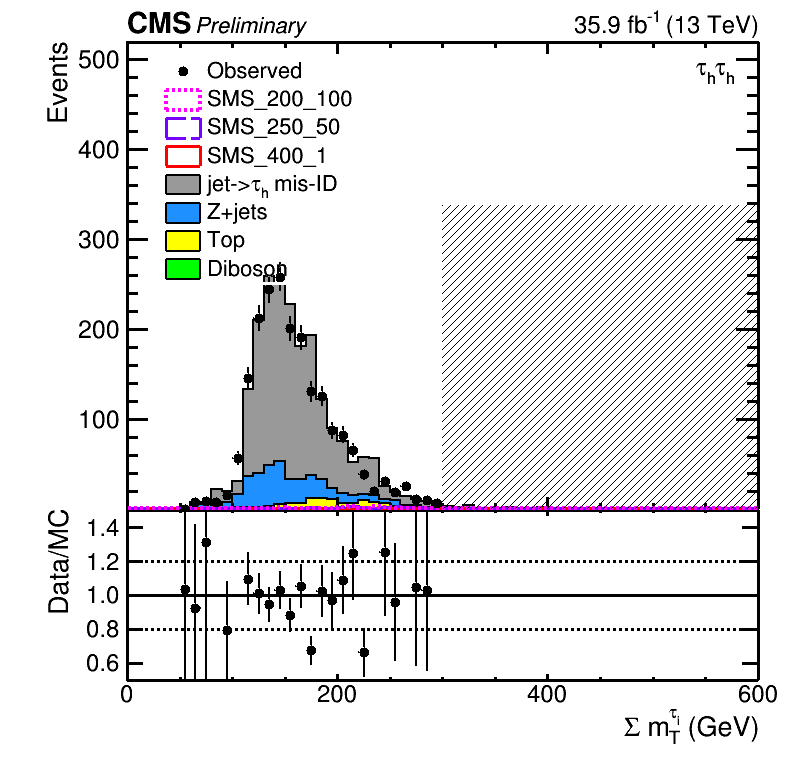 CMS Preliminary 35.9 fb⁻¹ (13 TeV)
Events
500
400
300
200
100
τhτh
Observed
SMS_200_100
SMS_250_50
SMS_400_1
jet->τh mis-ID
Z+jets
Top
Diboson
Data/MC
1.4
1.2
1.0
0.8
0.6
0 200 400 600
Σ mTτi (GeV)